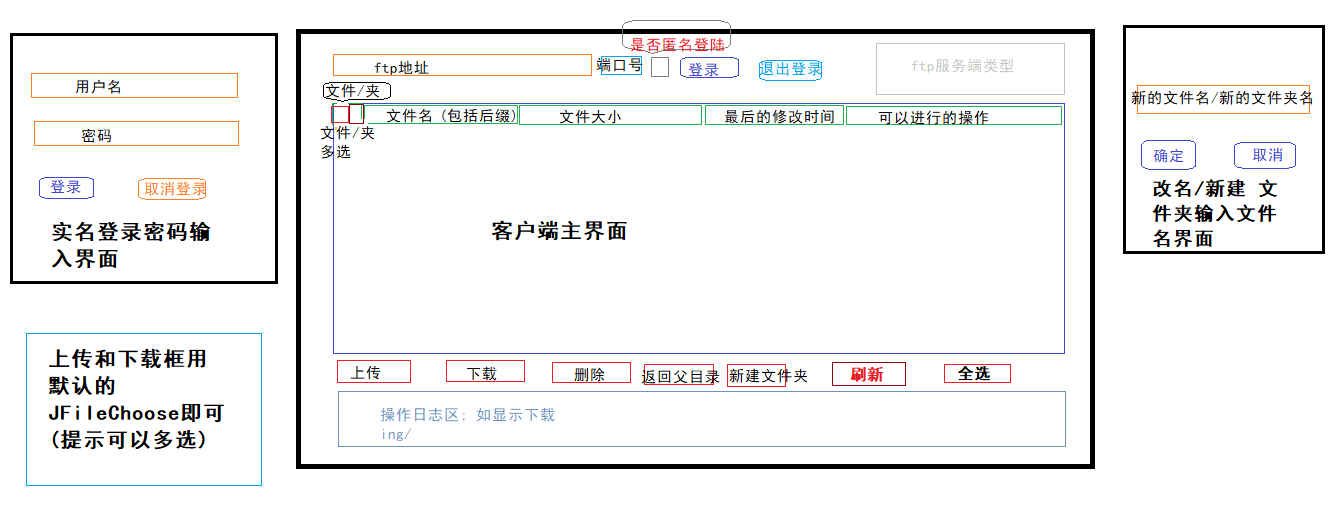 用户名
密码
登录
取消登录
实名登录密码输
入界面
上传和下载框用
默认的
JFileChoose即可
(提示可以多选)
是否匿名登陆
ftp地址
端口号
登录
退出登录
ftp服务端类型
文件/夹
文件名(包括后缀)
文件大小
最后的修改时间
可以进行的操作
文件/夹
多选
客户端主界面
上传
下载
删除
返回父目录
新建文件夹
刷新
全选
操作日志区；如显示下载
ing/
新的文件名/新的文件夹名
确定
取消
改名/新建 文
件夹输入文件
名界面